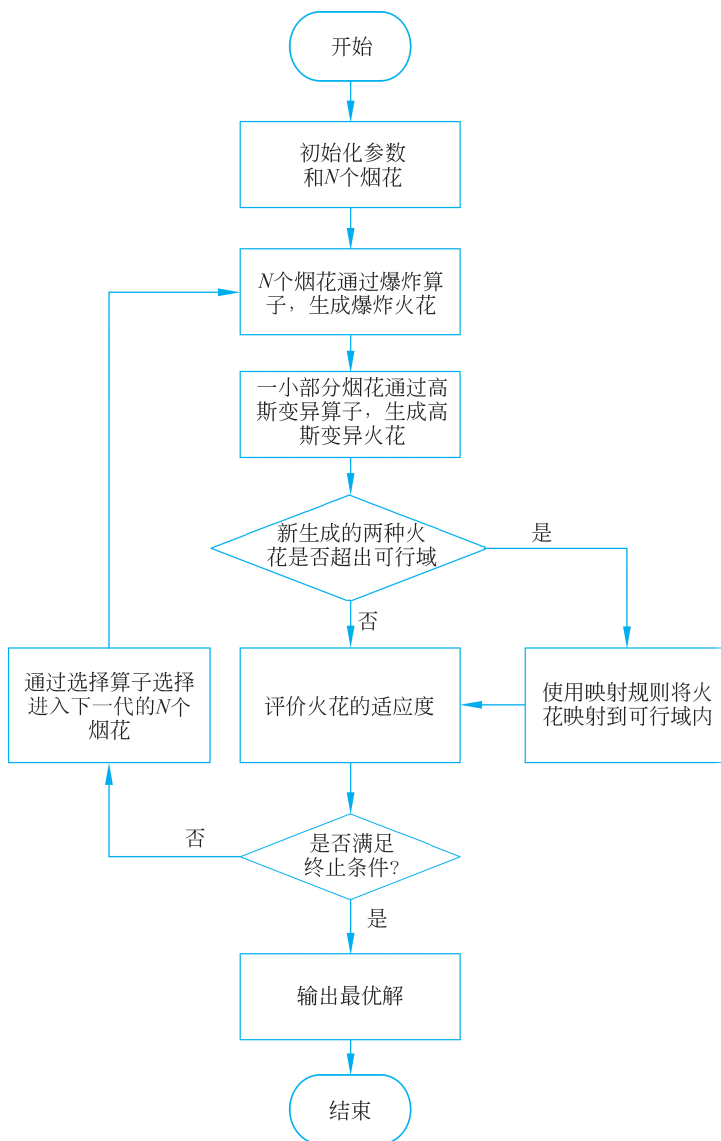 开始
初始化参数
和N个烟花
N个烟花通过爆炸算
子，生成爆炸火花
一小部分烟花通过高
斯变异算子，生成高
斯变异火花
新生成的两种火
花是否超出可行域
是
否
通过选择算子选择
进入下一代的N个
烟花
评价火花的适应度
使用映射规则将火
花映射到可行域内
否
是否满足
终止条件?
是
输出最优解
结束